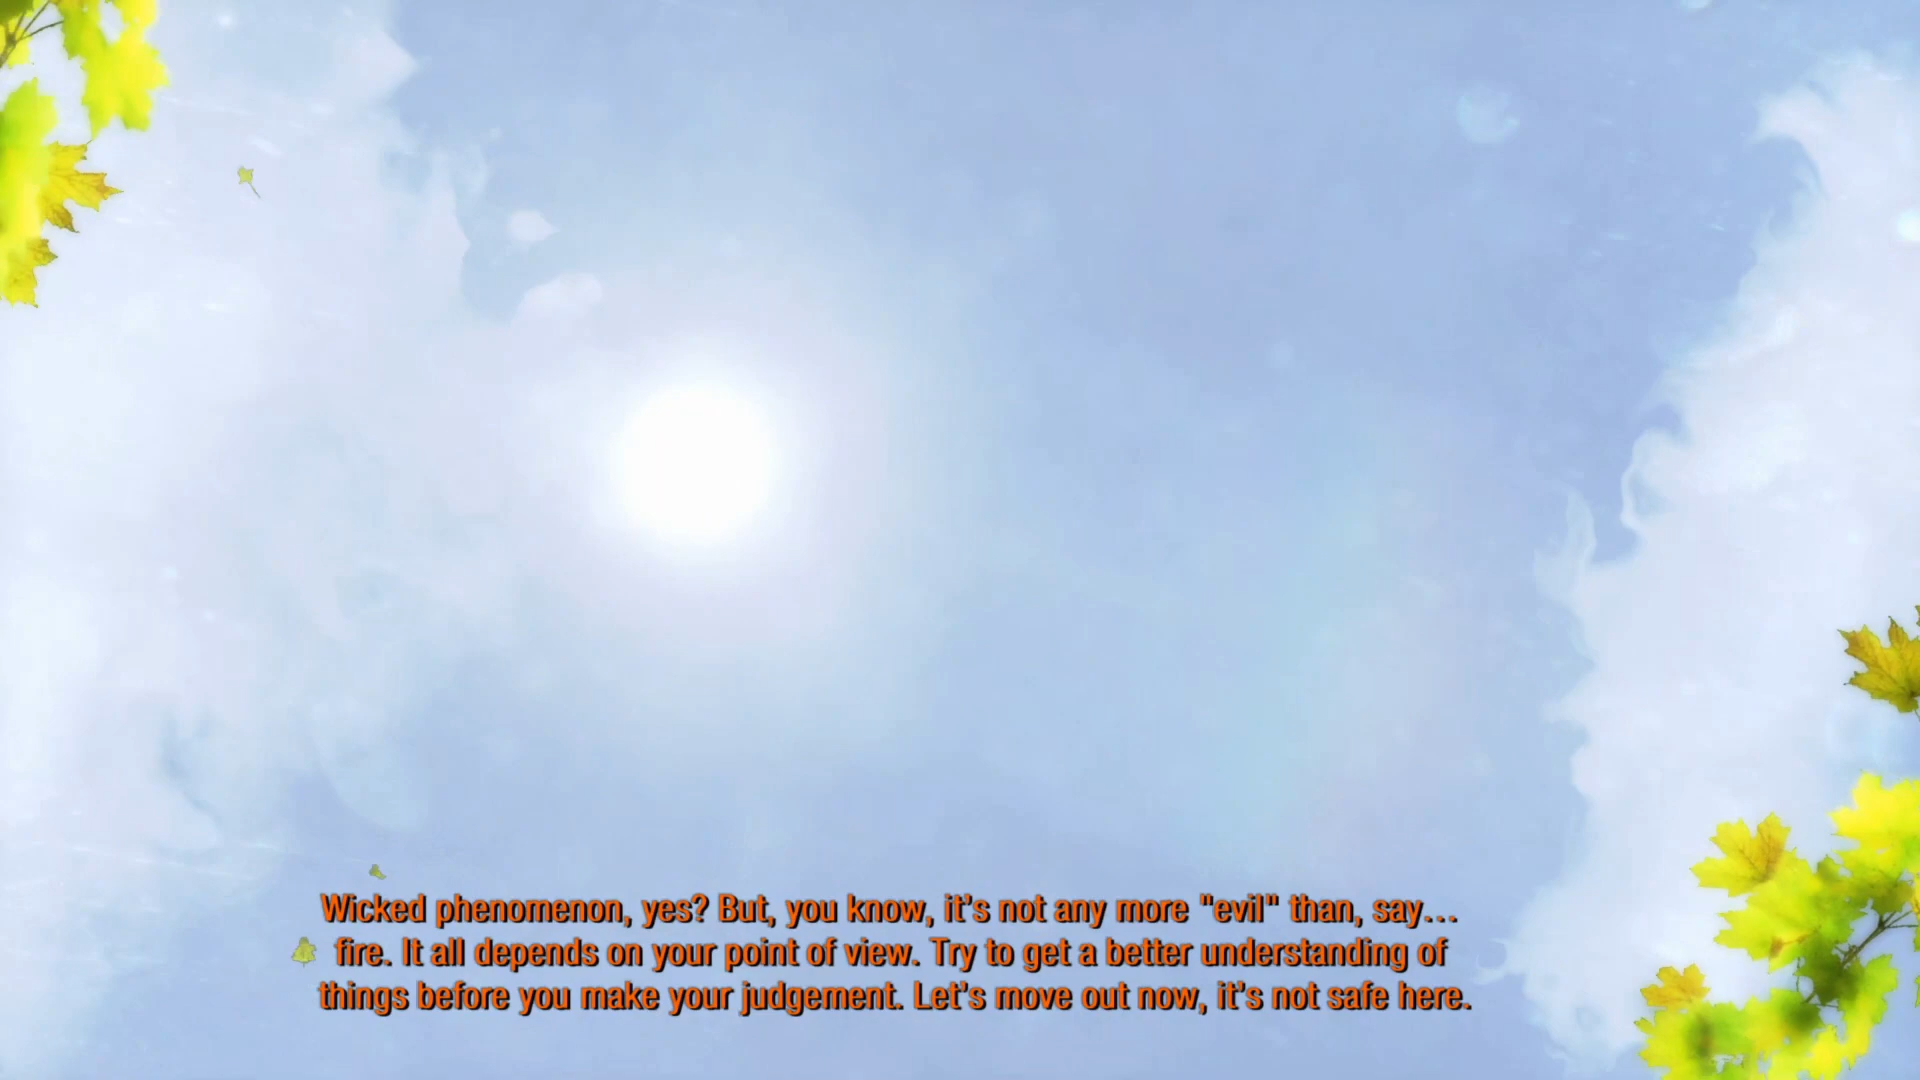 Wicked phenomenon, yes? But, you know, it's not any more "evil" than, say...
fire. It all depends on your point of view. Try to get a better understanding of
things before you make your judgement. Let's move out now, it's not safe here.